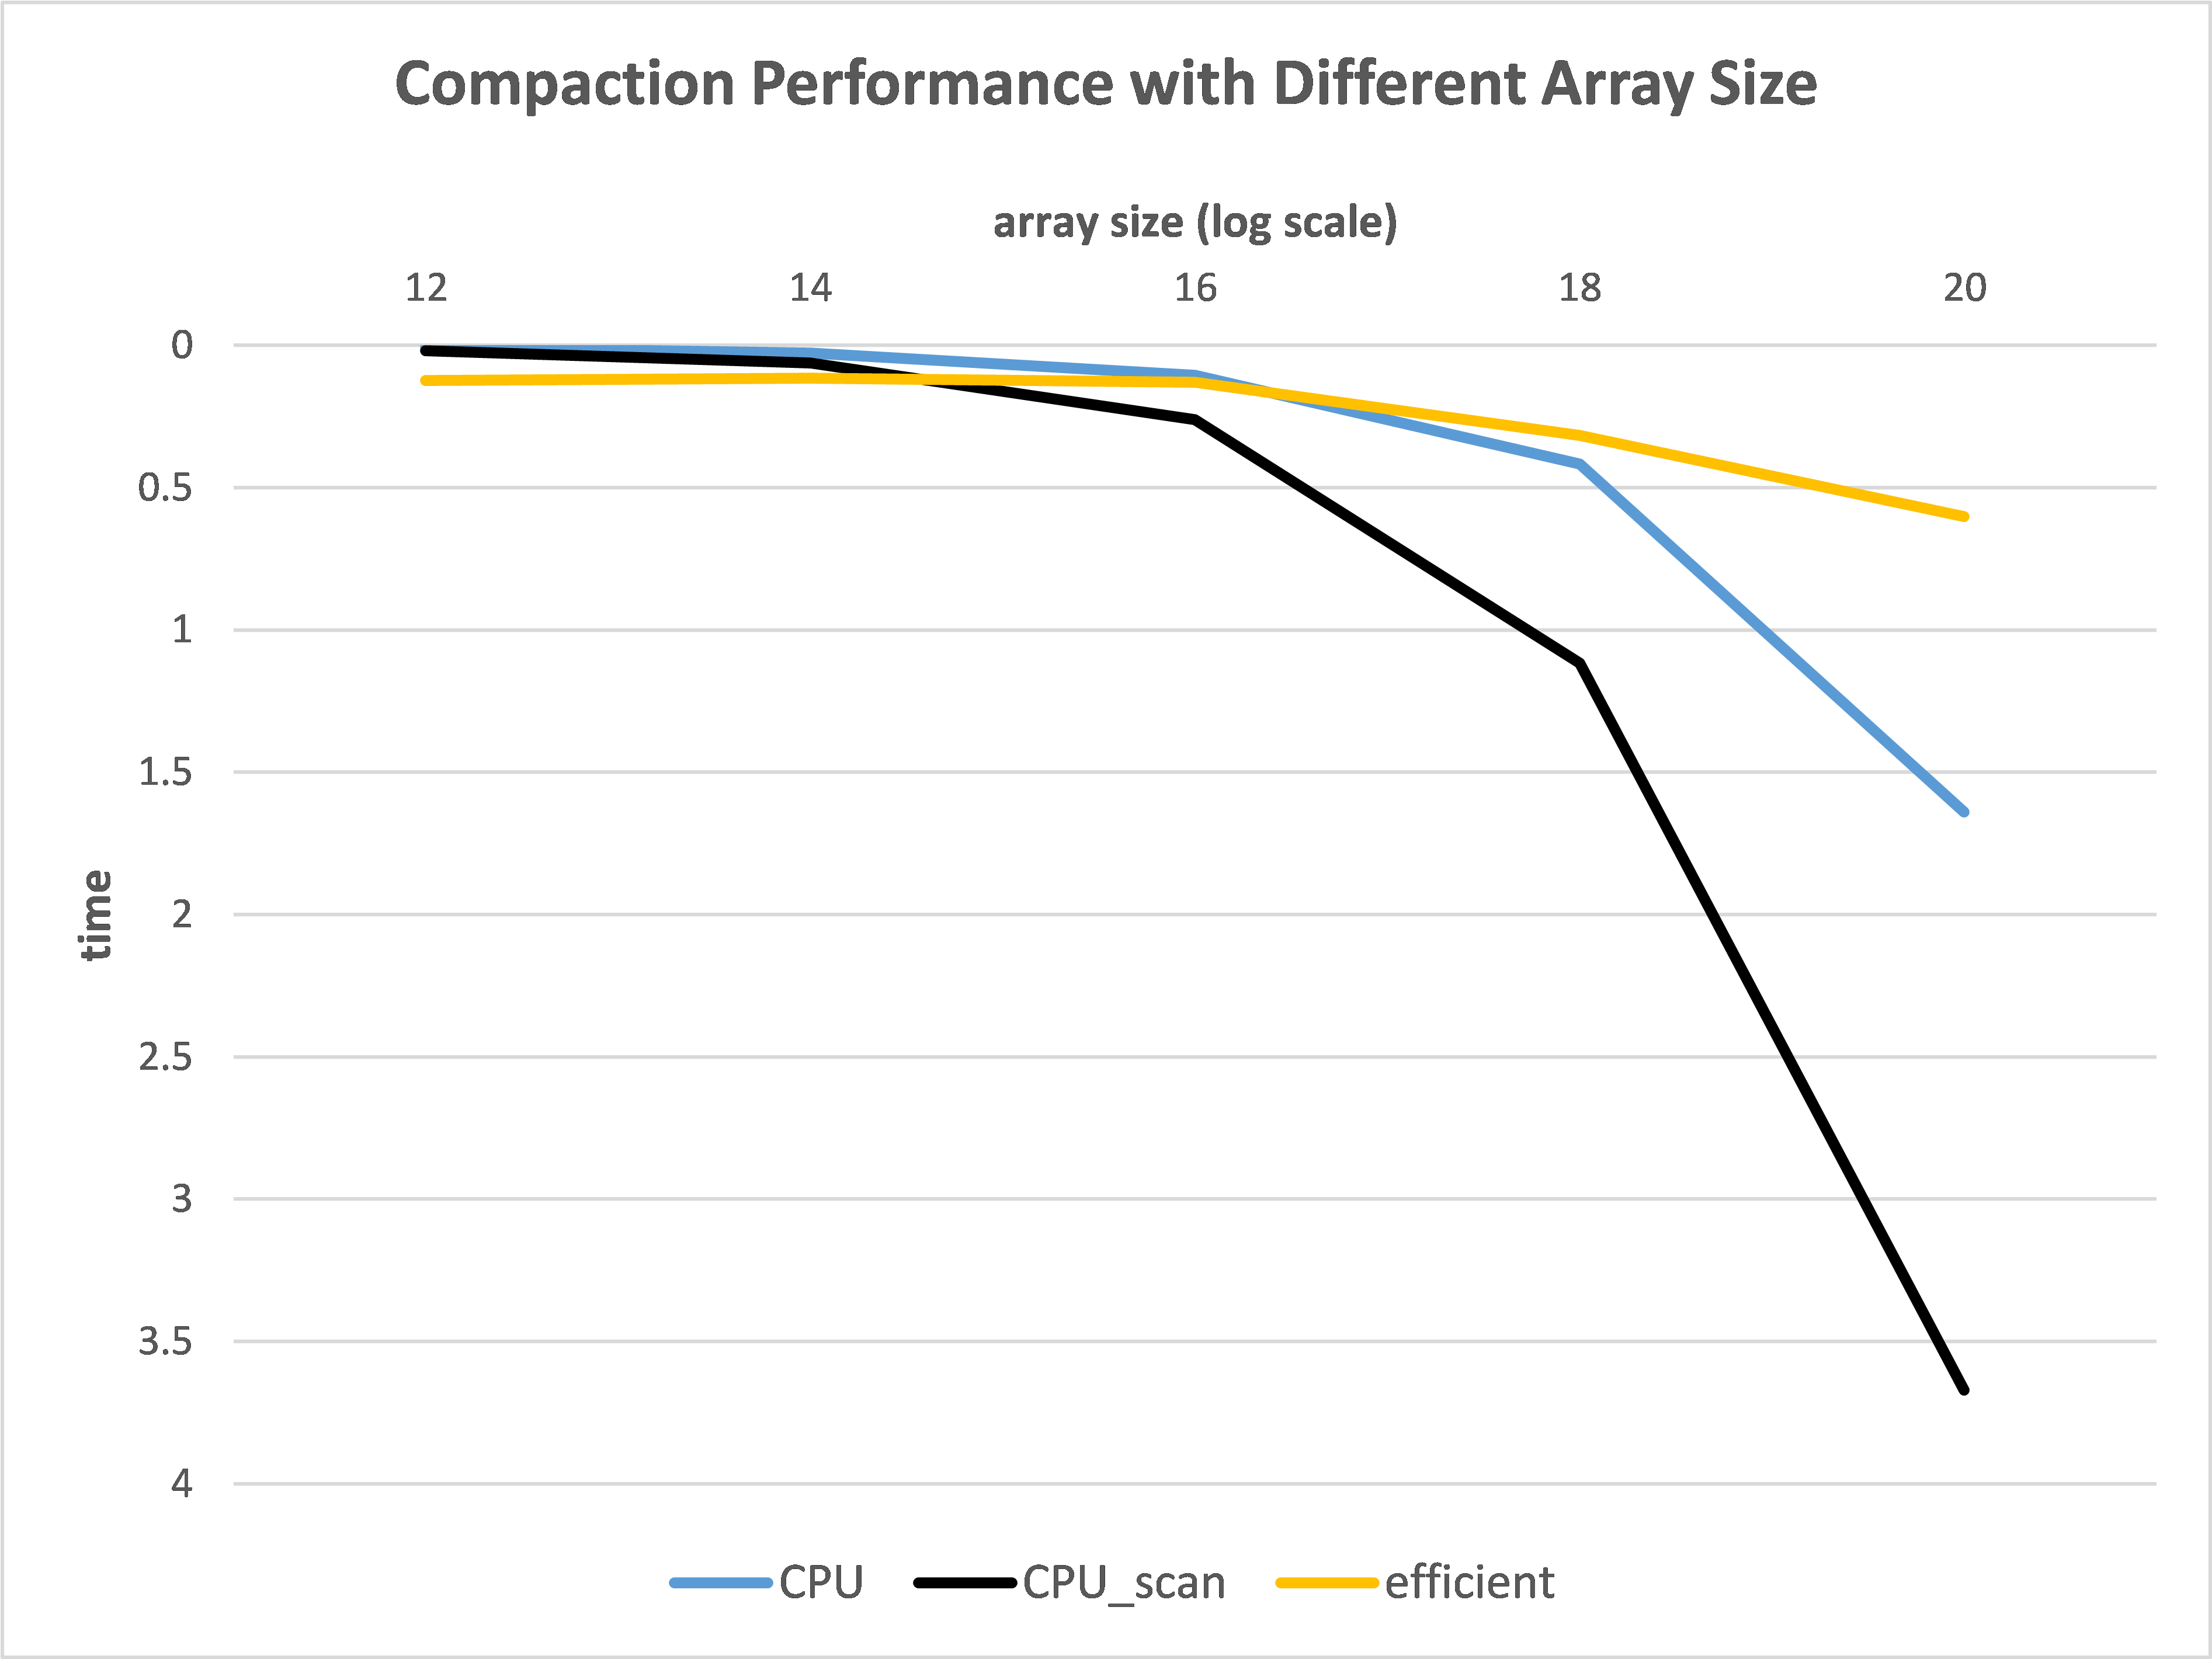 Compaction Performance with Different Array Size
array size (log scale)
12 14 16 18 20
0
0.5
1
1.5
2
2.5
3
3.5
4
time
CPU CPU_scan efficient